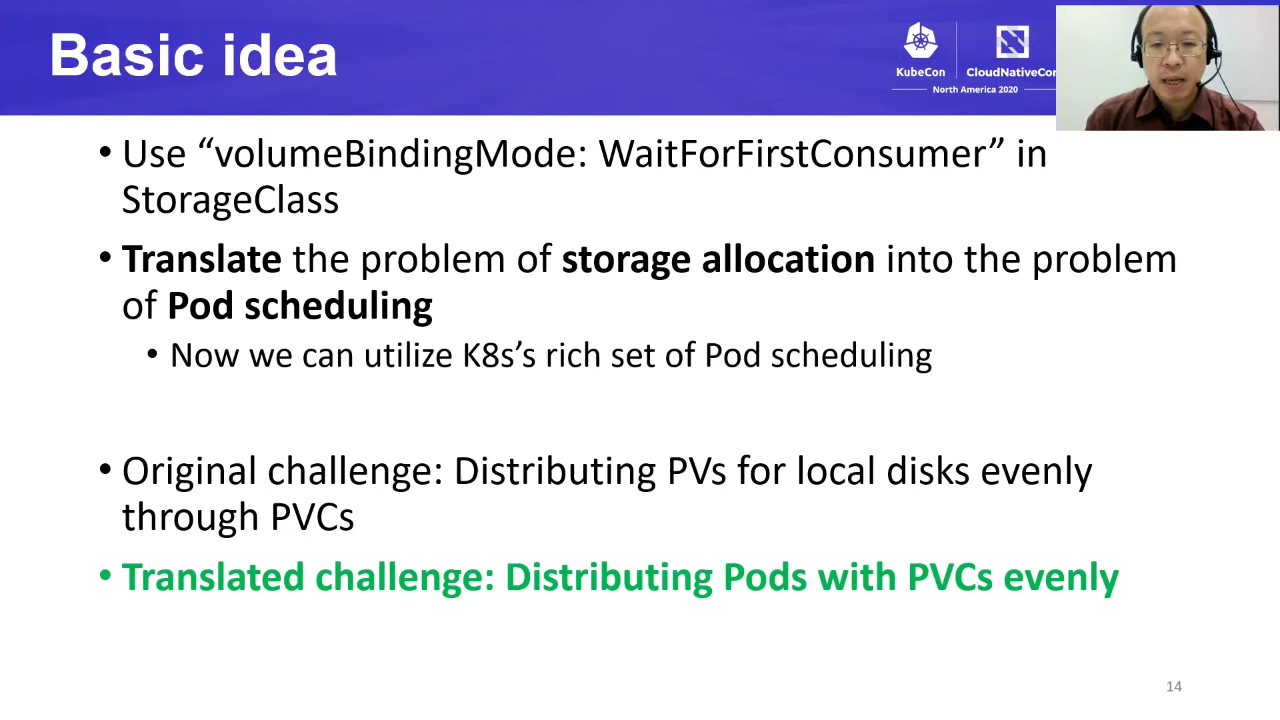 Basic idea
KubeCon
CloudNativeCon
North America 2020
• Use “volumeBindingMode: WaitForFirstConsumer” in
StorageClass
• Translate the problem of storage allocation into the problem
of Pod scheduling
• Now we can utilize K8s’s rich set of Pod scheduling
• Original challenge: Distributing PVs for local disks evenly
through PVCs
• Translated challenge: Distributing Pods with PVCs evenly
14